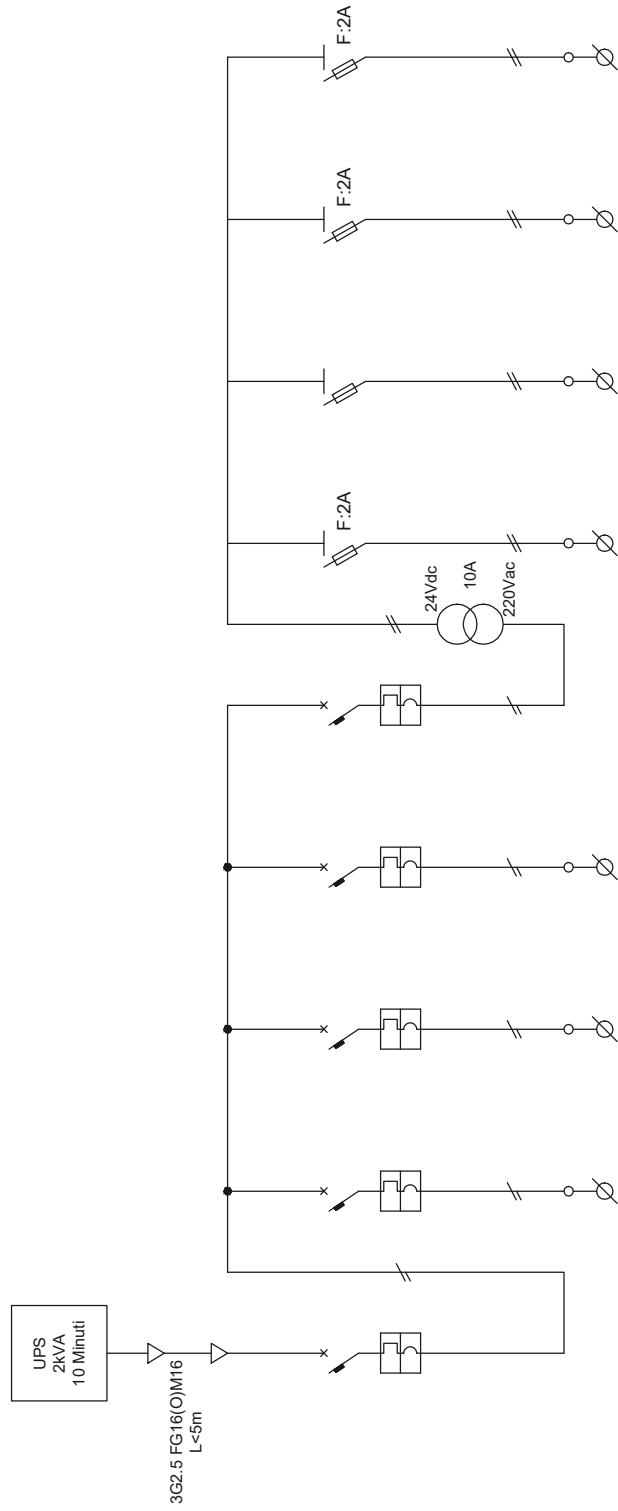 UPS
2kVA
10 Minuti
3G2.5 FG16(O)M16
L<5m
24Vdc
10A
220Vac
F:2A
F:2A
F:2A